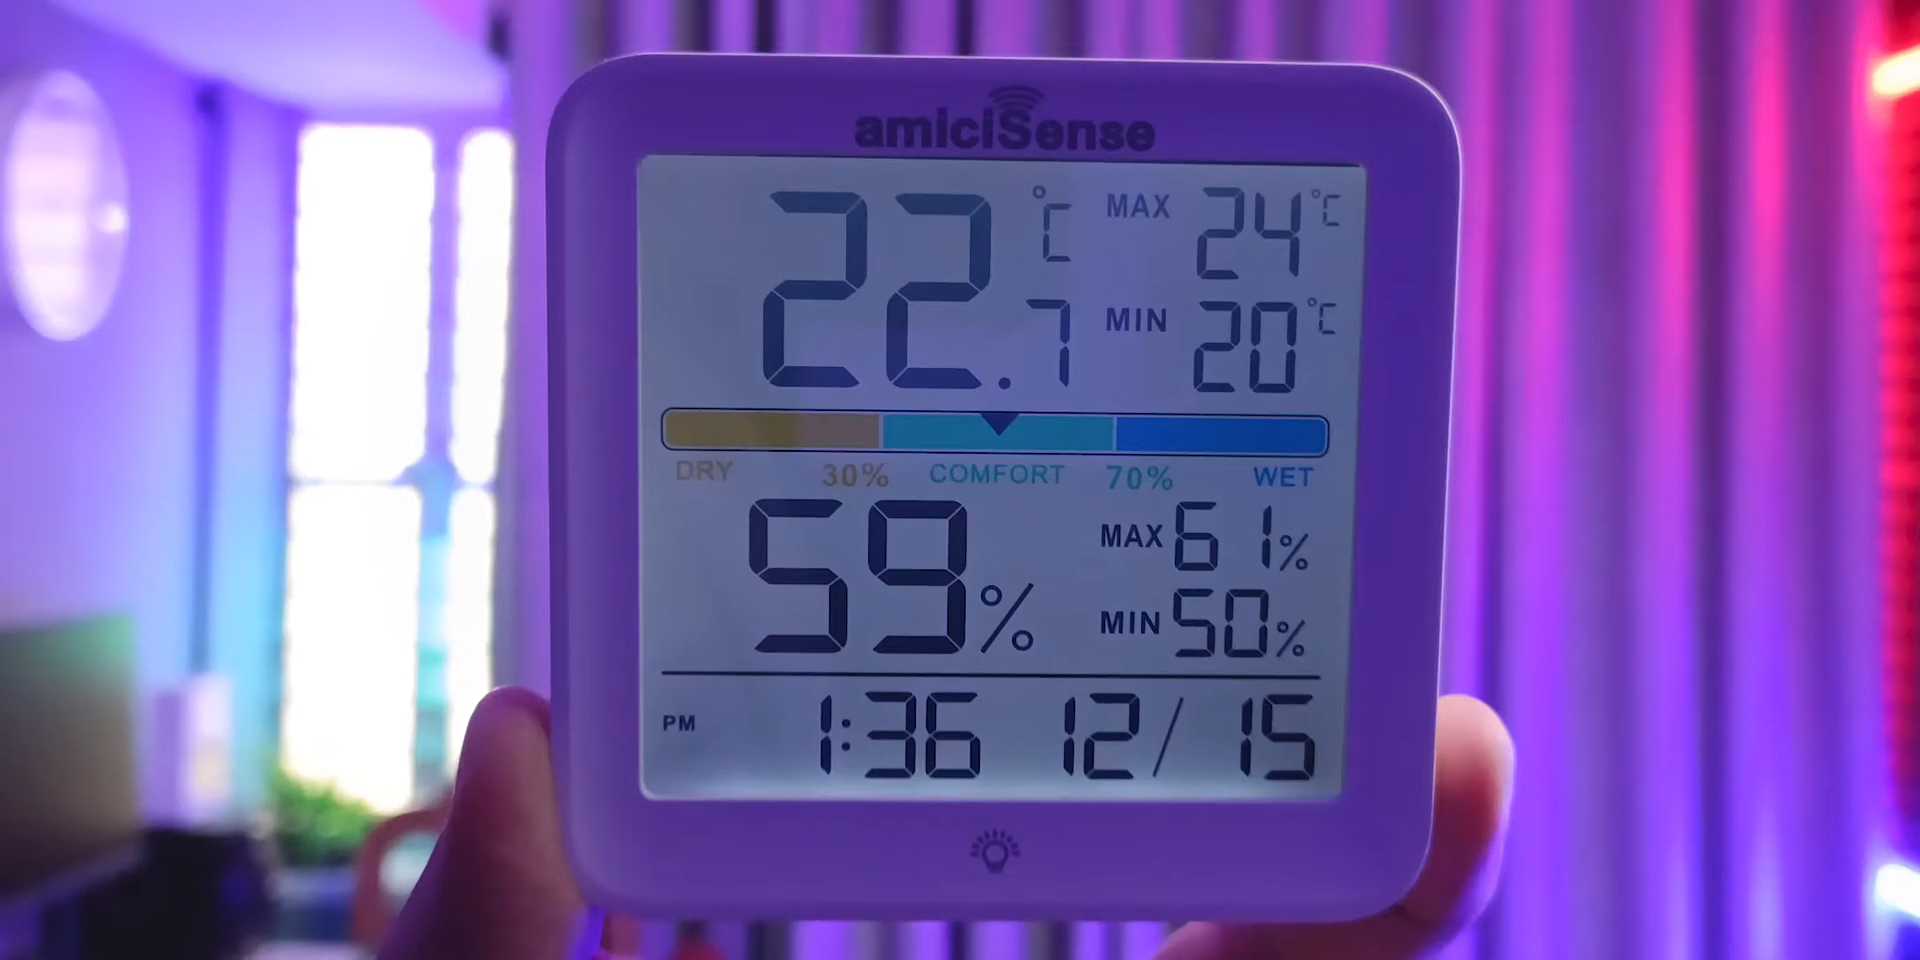 amiciSense
22.7 °C MAX 24 °C
MIN 20 °C
DRY 30% COMFORT 70% WET
59% MAX 61%
MIN 50%
PM 1:36 12/15